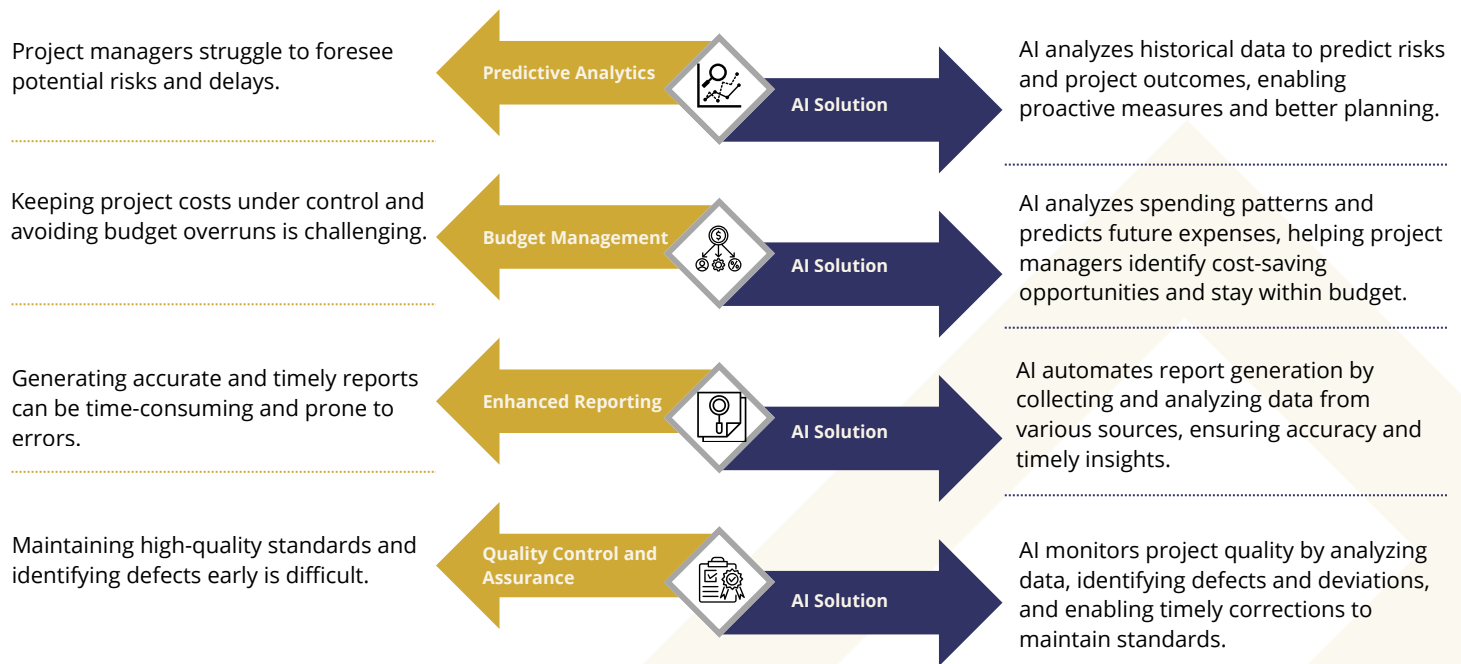 Project managers struggle to foresee
potential risks and delays.
Predictive Analytics
AI Solution
AI analyzes historical data to predict risks
and project outcomes, enabling
proactive measures and better planning.
Keeping project costs under control and
avoiding budget overruns is challenging.
Budget Management
$
%
AI Solution
AI analyzes spending patterns and
predicts future expenses, helping project
managers identify cost-saving
opportunities and stay within budget.
Generating accurate and timely reports
can be time-consuming and prone to
errors.
Enhanced Reporting
AI Solution
AI automates report generation by
collecting and analyzing data from
various sources, ensuring accuracy and
timely insights.
Maintaining high-quality standards and
identifying defects early is difficult.
Quality Control and
Assurance
AI Solution
AI monitors project quality by analyzing
data, identifying defects and deviations,
and enabling timely corrections to
maintain standards.